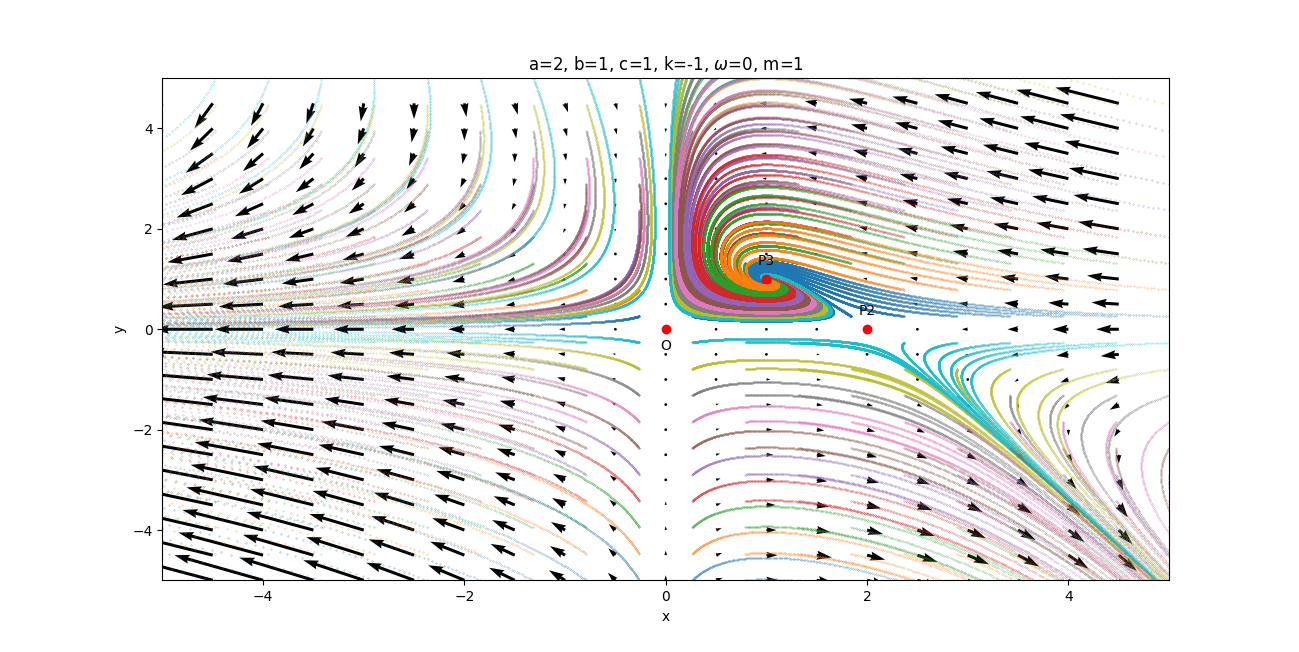 a=2, b=1, c=1, k=-1, ω=0, m=1
4
2
0
−2
−4
y
P3
P2
O
−4
−2
0
2
4
x